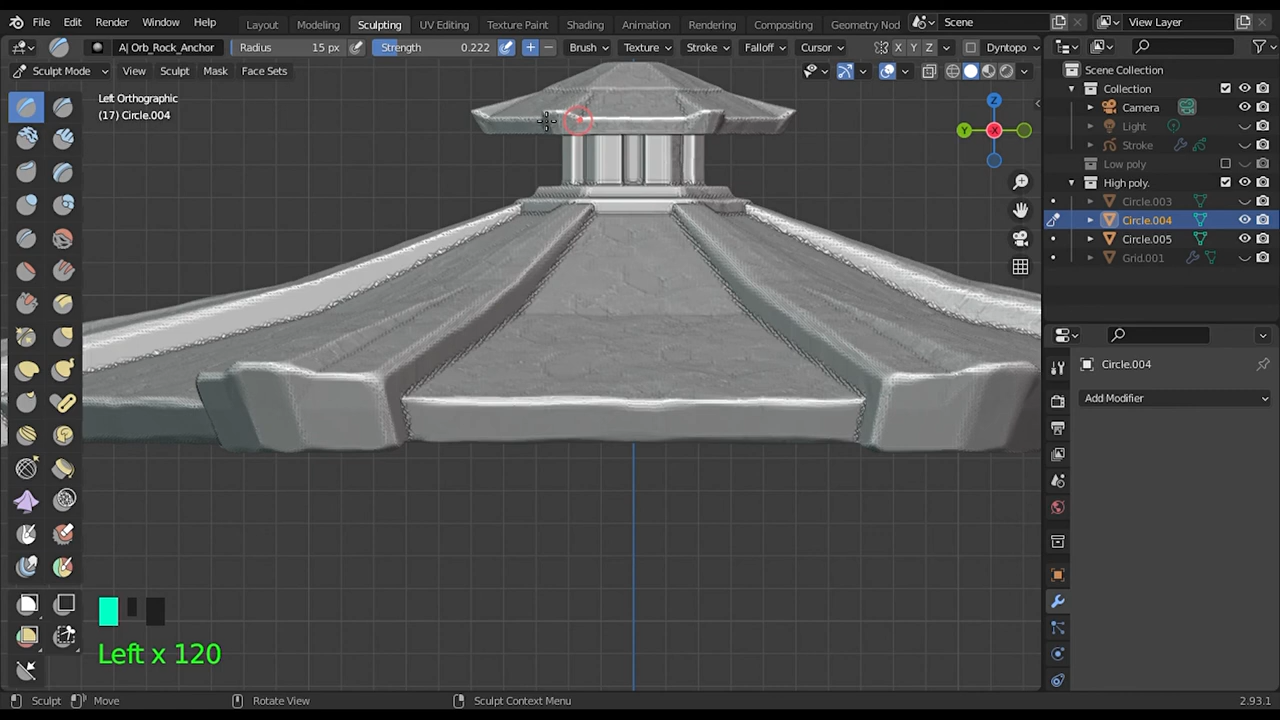 File Edit Render Window Help Layout Modeling Sculpting UV Editing Texture Paint Shading Animation Rendering Compositing Geometry Nod Scene View Layer
A| Orb_Rock_Anchor Radius 15 px Strength 0.222 Brush Texture Stroke Falloff Cursor X Y Z Dyntopo
Sculpt Mode View Sculpt Mask Face Sets
Scene Collection
Collection
Camera
Light
Stroke
Low poly
High poly.
Circle.003
Circle.004
Circle.005
Grid.001
Left Orthographic
(17) Circle.004
Z
Y X
Circle.004
Add Modifier
Left x 120
Sculpt Move Rotate View Sculpt Context Menu 2.93.1